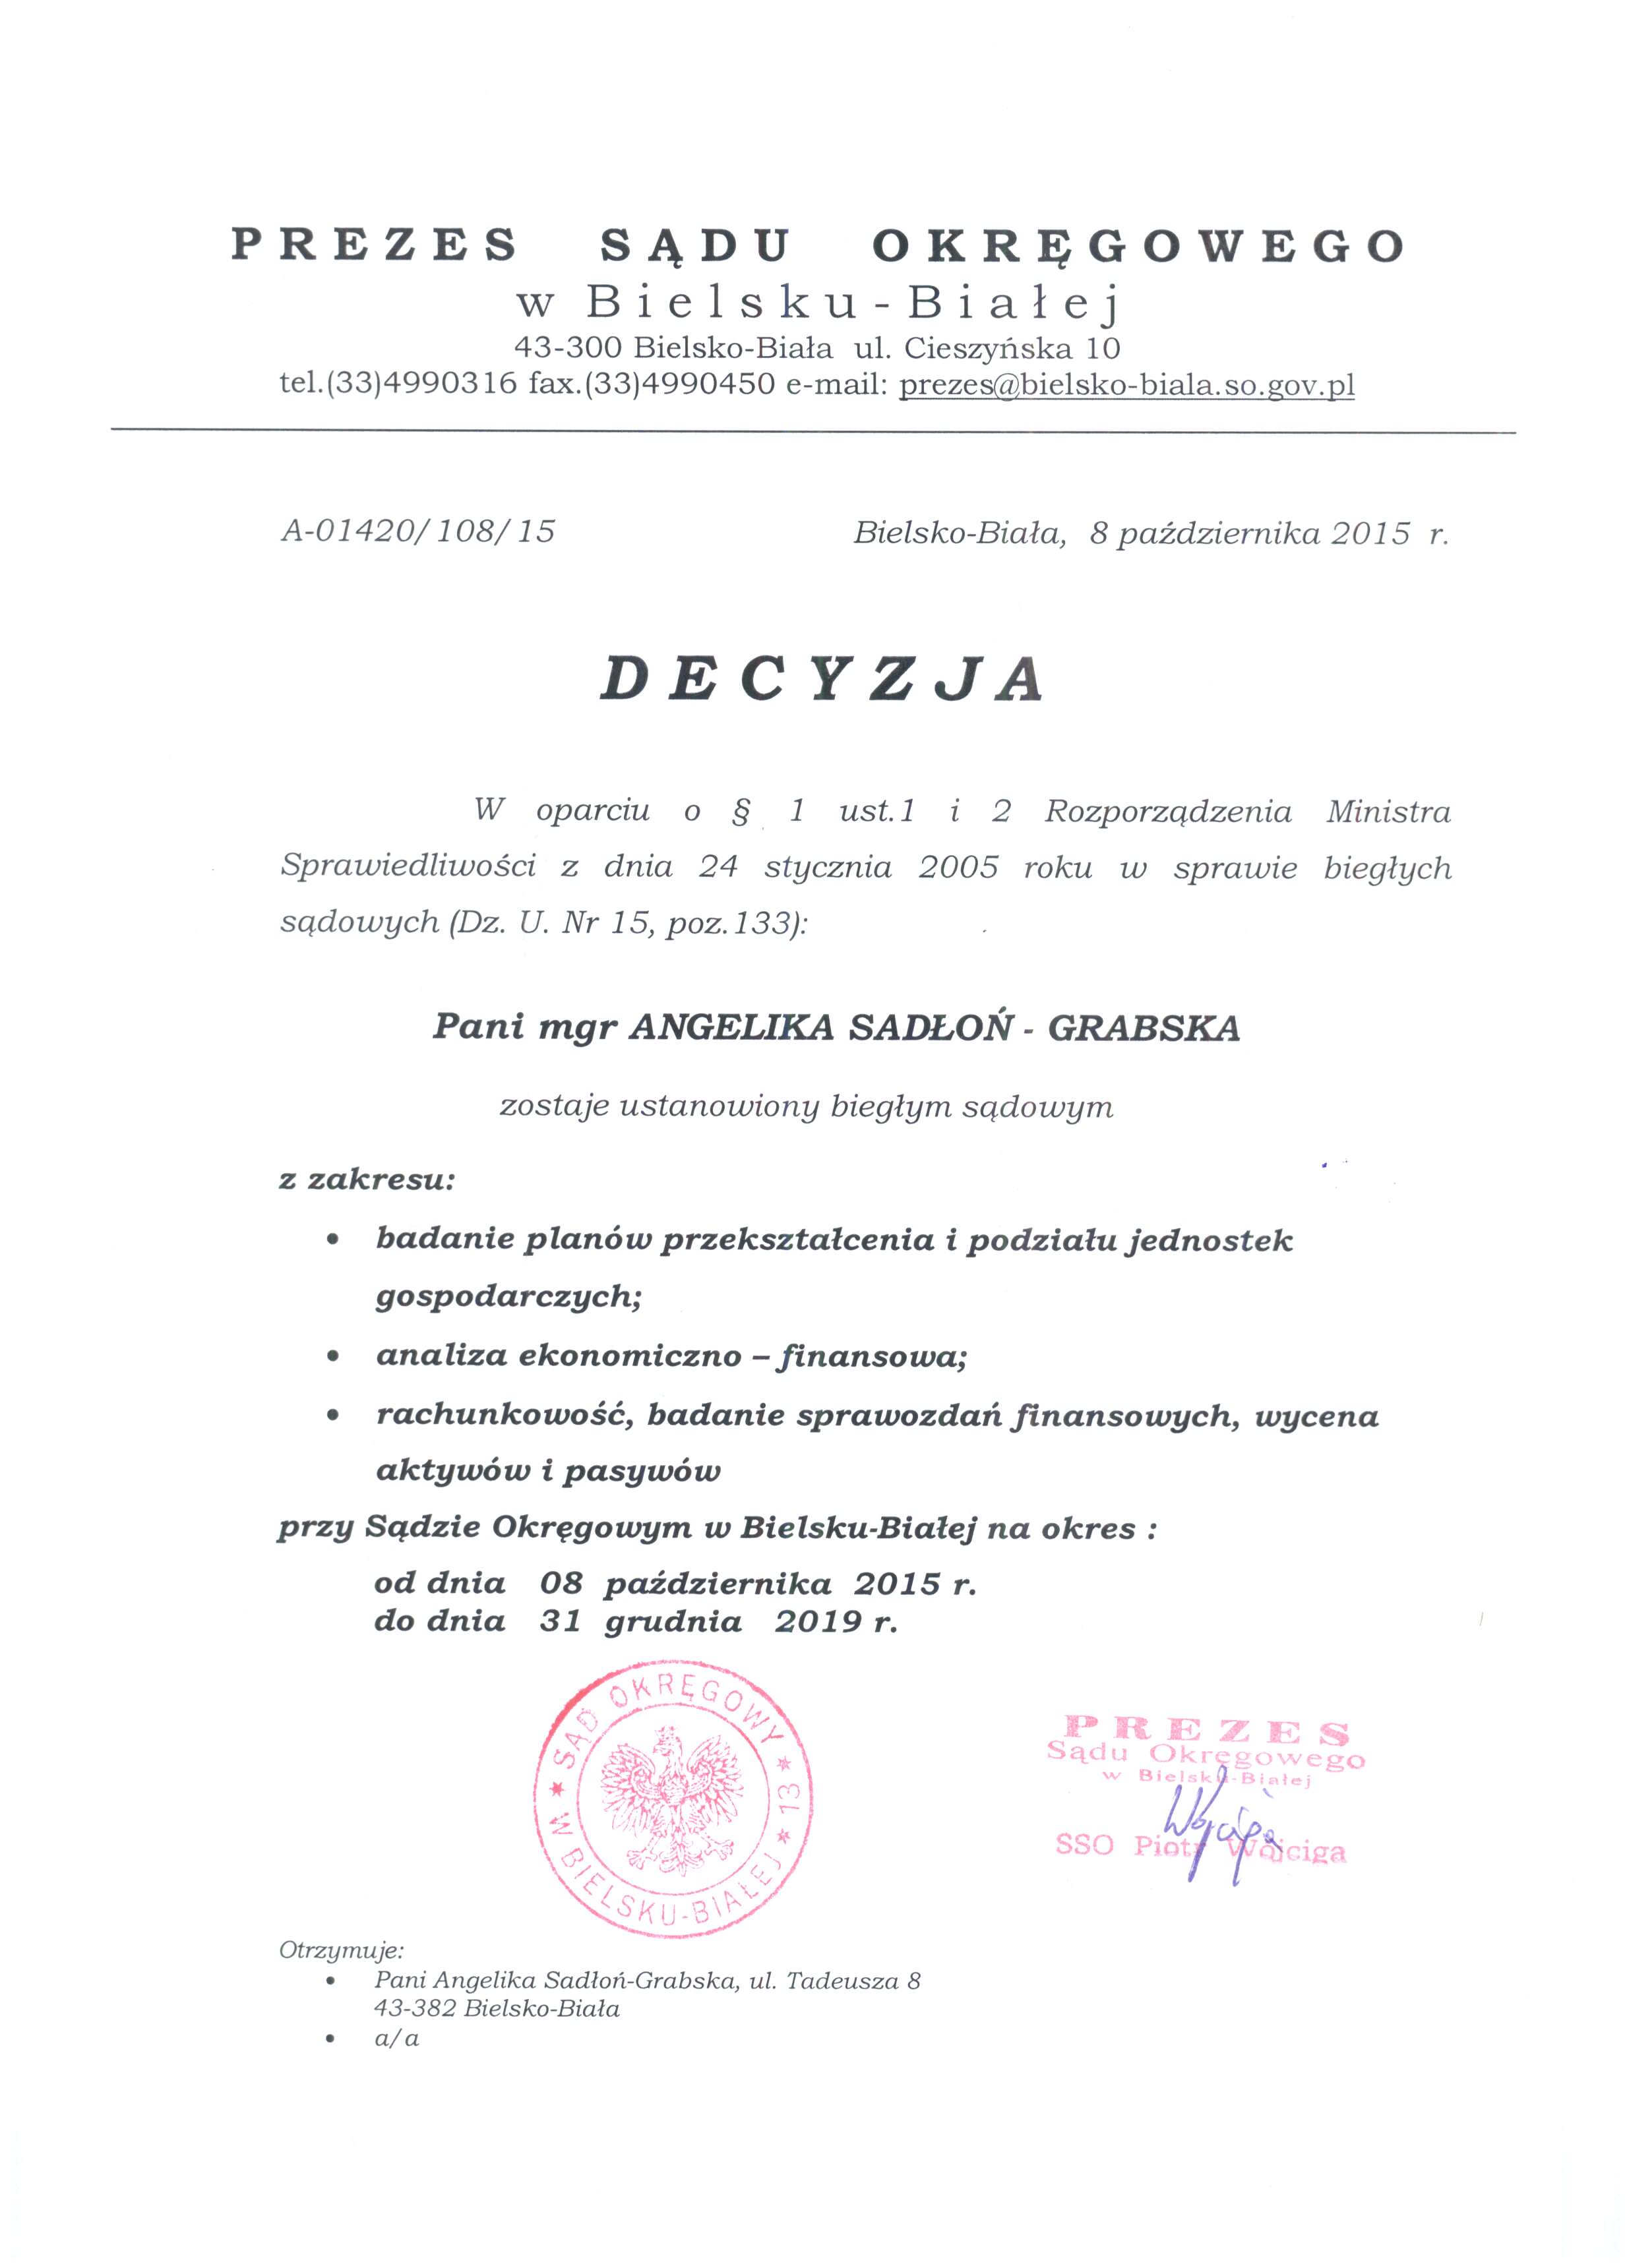 PREZES SĄDU OKRĘGOWEGO
w Bielsku-Białej
43-300 Bielsko-Biała ul. Cieszyńska 10
tel.(33)4990316 fax.(33)4990450 e-mail: prezes@bielsko-biala.so.gov.pl
A-01420/108/15 Bielsko-Biała, 8 października 2015 r.
DECYZJA
W oparciu o § 1 ust.1 i 2 Rozporządzenia Ministra
Sprawiedliwości z dnia 24 stycznia 2005 roku w sprawie biegłych
sądowych (Dz. U. Nr 15, poz.133):
Pani mgr ANGELIKA SADŁOŃ - GRABSKA
zostaje ustanowiony biegłym sądowym
z zakresu:
• badanie planów przekształcenia i podziału jednostek
gospodarczych;
• analiza ekonomiczno – finansowa;
• rachunkowość, badanie sprawozdań finansowych, wycena
aktywów i pasywów
przy Sądzie Okręgowym w Bielsku-Białej na okres :
od dnia 08 października 2015 r.
do dnia 31 grudnia 2019 r.
SĄD OKRĘGOWY * 13 * W BIELSKU-BIAŁEJ *
PREZES
Sądu Okręgowego
w Bielsku-Białej
SSO Piotr Wójciga
Otrzymuje:
• Pani Angelika Sadłoń-Grabska, ul. Tadeusza 8
43-382 Bielsko-Biała
• a/a